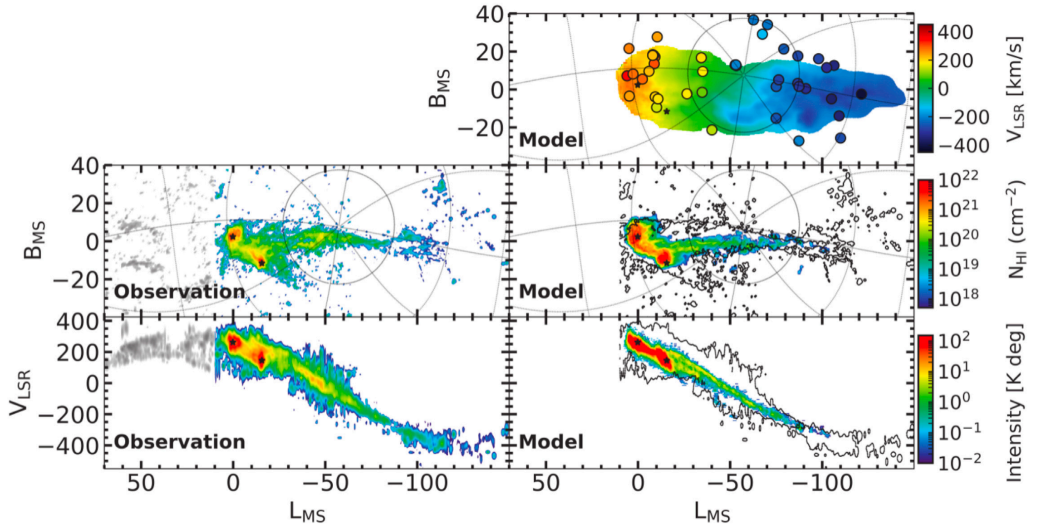 40
20
0
−20
B_MS
Model
400
200
0
−200
−400
V_LSR [km/s]
40
20
0
−20
B_MS
Observation
Model
10^22
10^21
10^20
10^19
10^18
N_HI (cm^−2)
400
200
0
−200
−400
V_LSR
Observation
Model
10^2
10^1
10^0
10^−1
10^−2
Intensity [K deg]
50 0 −50 −100 50 0 −50 −100
L_MS L_MS